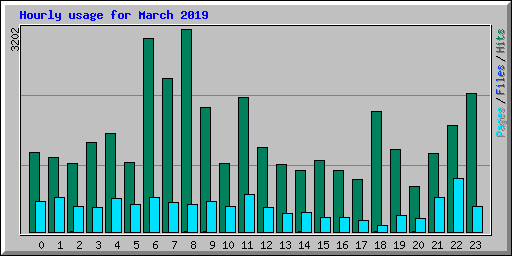 Hourly usage for March 2019
3202
Pages / Files / Hits
0 1 2 3 4 5 6 7 8 9 10 11 12 13 14 15 16 17 18 19 20 21 22 23